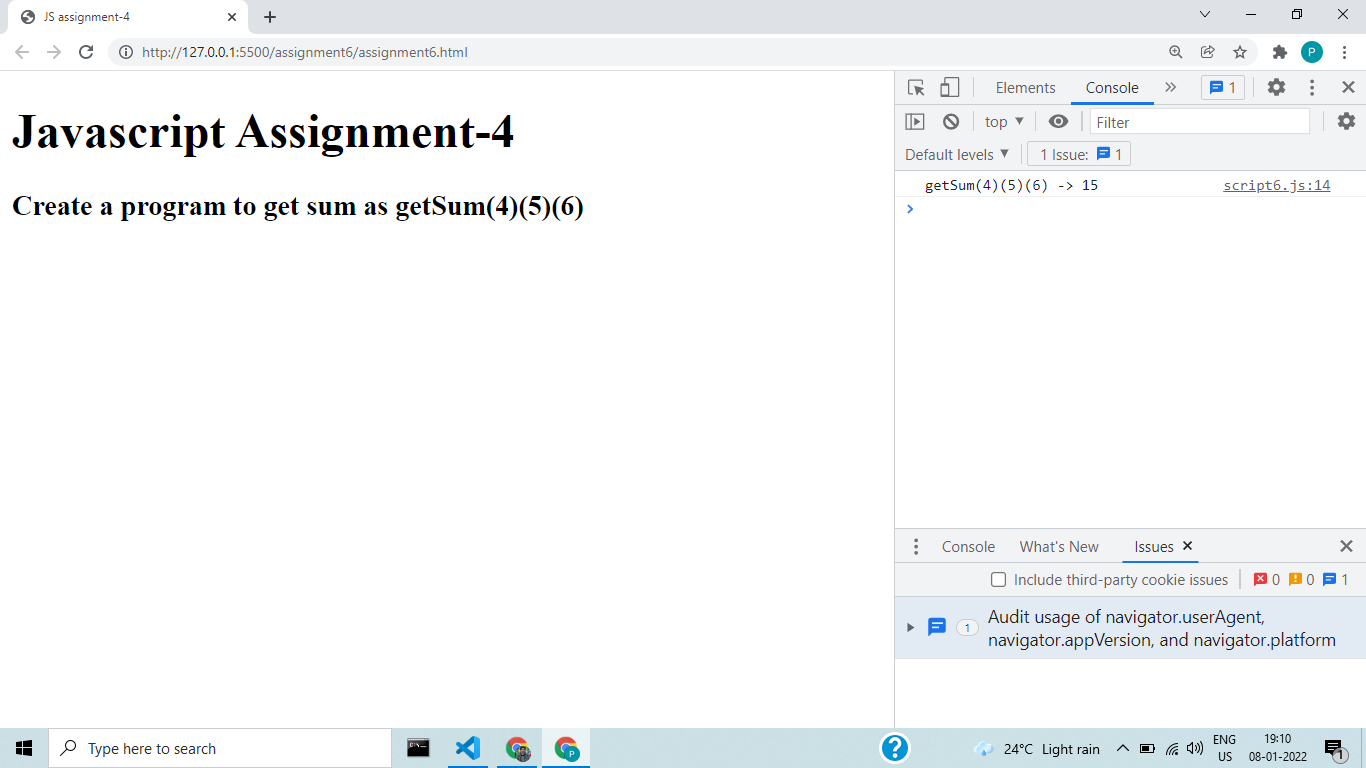 JS assignment-4
http://127.0.0.1:5500/assignment6/assignment6.html
P
Javascript Assignment-4
Create a program to get sum as getSum(4)(5)(6)
Elements
Console
1
top
Filter
Default levels
1 Issue:
1
getSum(4)(5)(6) -> 15
script6.js:14
Console
What's New
Issues
Include third-party cookie issues
0
0
1
1
Audit usage of navigator.userAgent,
navigator.appVersion, and navigator.platform
Type here to search
P
?
24°C Light rain
ENG
US
19:10
08-01-2022
1